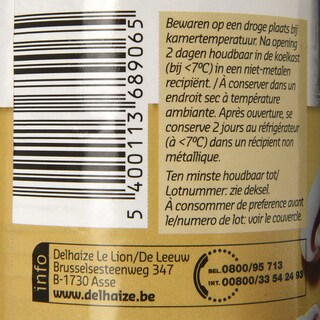 Bewaren op een droge plaats bij
kamertemperatuur. Na opening
2 dagen houdbaar in de koelkast
(bij <7°C) in een niet-metalen
recipiënt. / À conserver dans un
endroit sec à température
ambiante. Après ouverture, se
conserve 2 jours au réfrigérateur
(à <7°C) dans un récipient non
métallique.
Ten minste houdbaar tot/
Lotnummer: zie deksel.
À consommer de préférence avant
le/numero de lot: voir le couvercle.
5 400113 689065
info
Delhaize Le Lion/De Leeuw
Brusselsesteenweg 347
B-1730 Asse
www.delhaize.be
BEL. 0800/95 713
INT. 00800/33 54 24 93